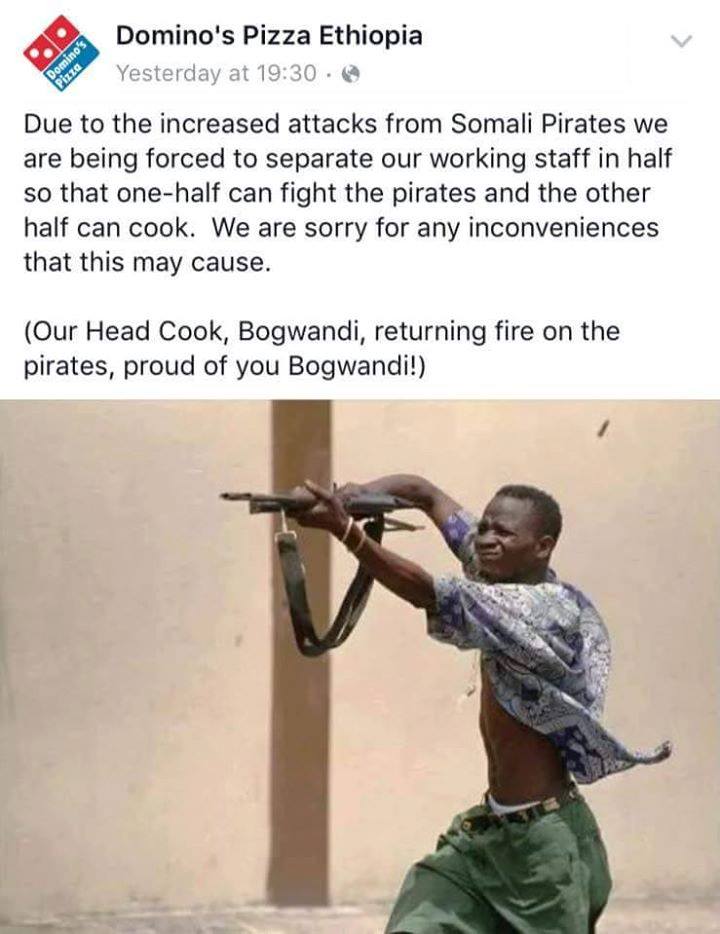 Domino's Pizza
Domino's Pizza Ethiopia
Yesterday at 19:30 ·
Due to the increased attacks from Somali Pirates we
are being forced to separate our working staff in half
so that one-half can fight the pirates and the other
half can cook.  We are sorry for any inconveniences
that this may cause.
(Our Head Cook, Bogwandi, returning fire on the
pirates, proud of you Bogwandi!)